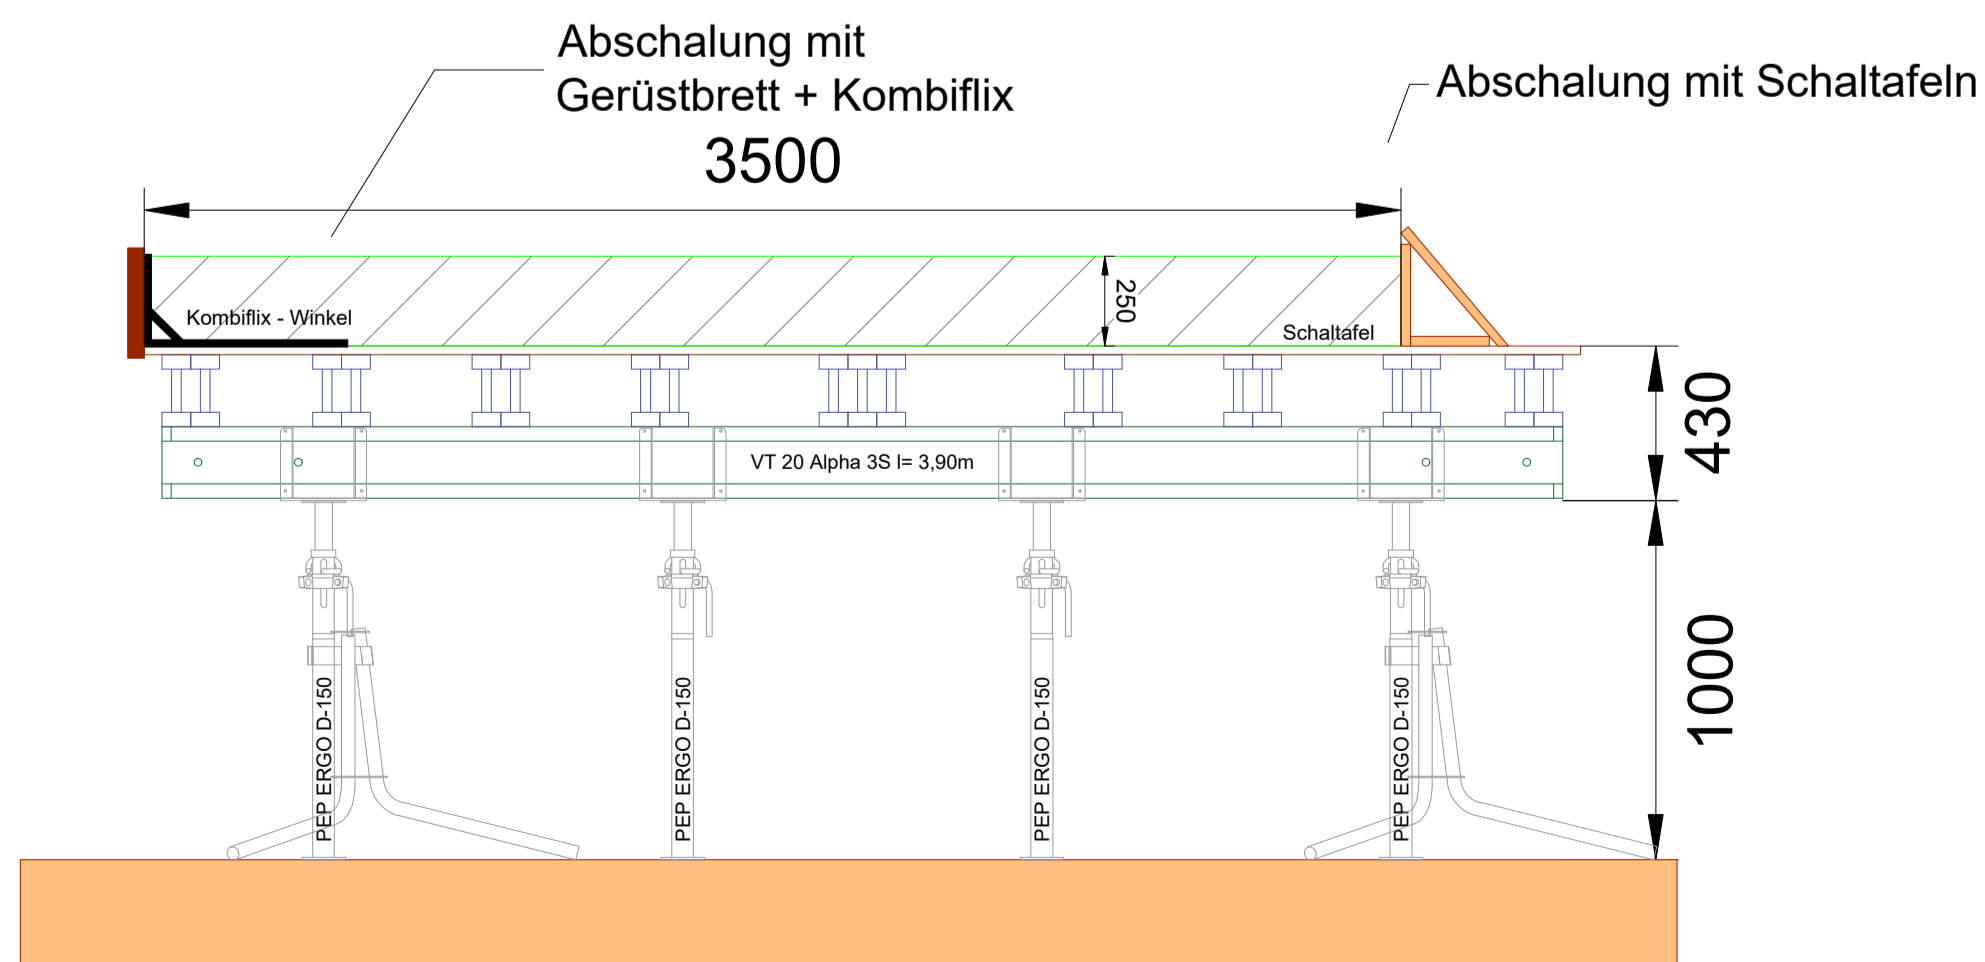 Abschalung mit
Gerüstbrett + Kombiflix
Abschalung mit Schaltafeln
3500
250
Kombiflix - Winkel
Schaltafel
430
VT 20 Alpha 3S l= 3,90m
1000
PEP ERGO D-150
PEP ERGO D-150
PEP ERGO D-150
PEP ERGO D-150